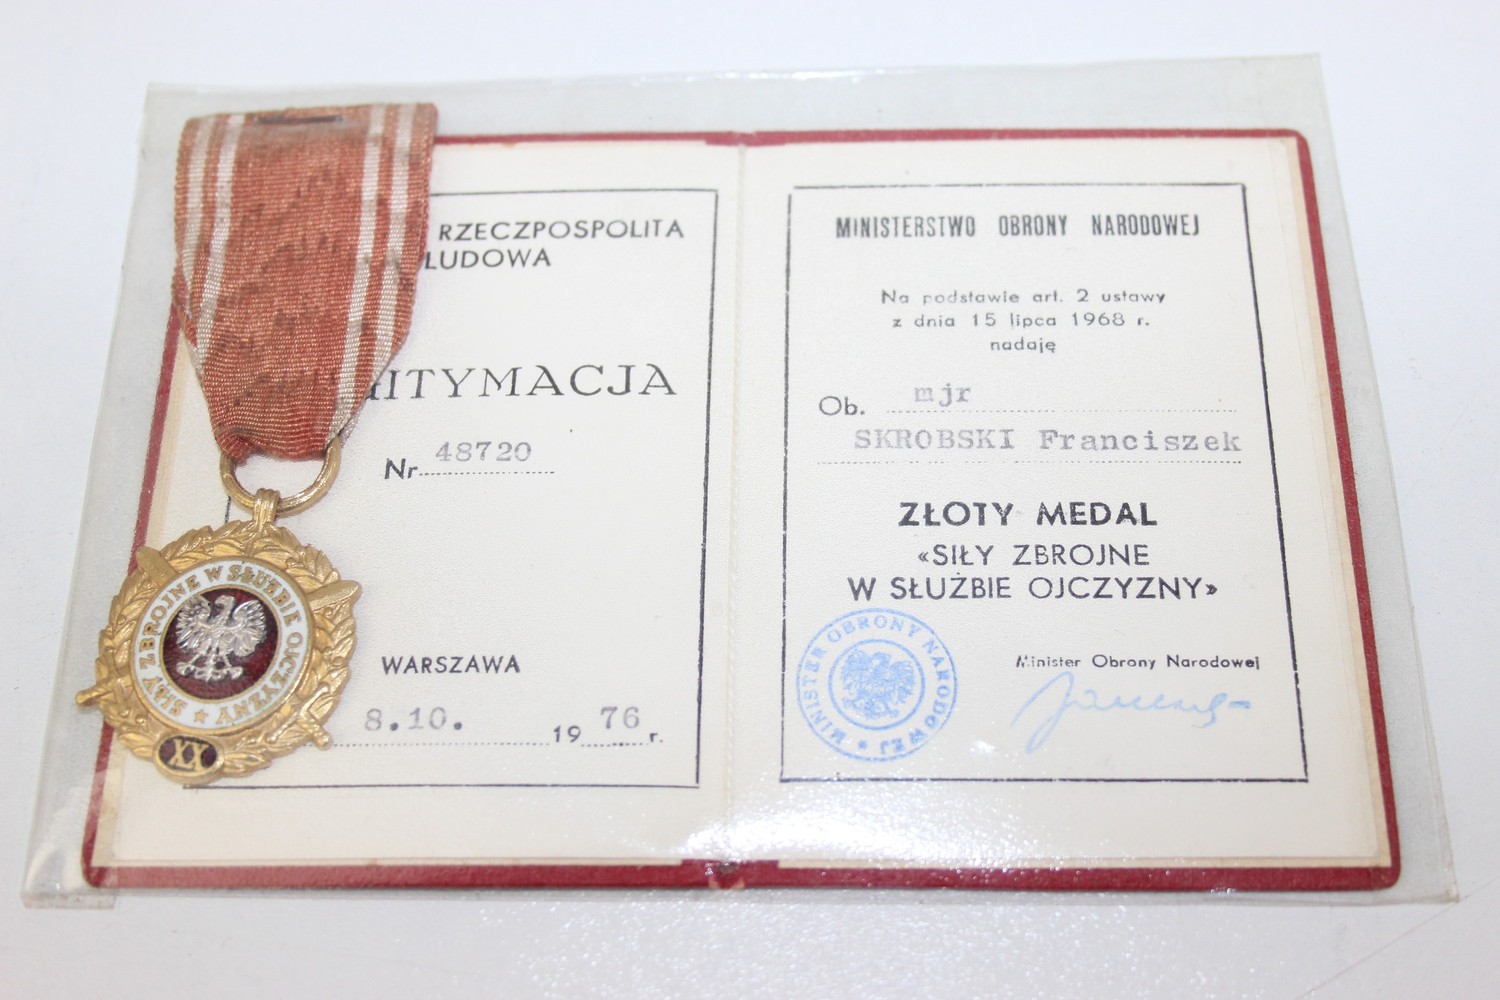 RZECZPOSPOLITA
LUDOWA
ITYMACJA
Nr 48720
WARSZAWA
8.10. 1976 r.
SIŁY ZBROJNE W SŁUŻBIE OJCZYZNY
XX
MINISTERSTWO OBRONY NARODOWEJ
Na podstawie art. 2 ustawy
z dnia 15 lipca 1968 r.
nadaję
Ob. mjr
SKROBSKI Franciszek
ZŁOTY MEDAL
«SIŁY ZBROJNE
W SŁUŻBIE OJCZYZNY»
MINISTER OBRONY NARODOWEJ
Minister Obrony Narodowej